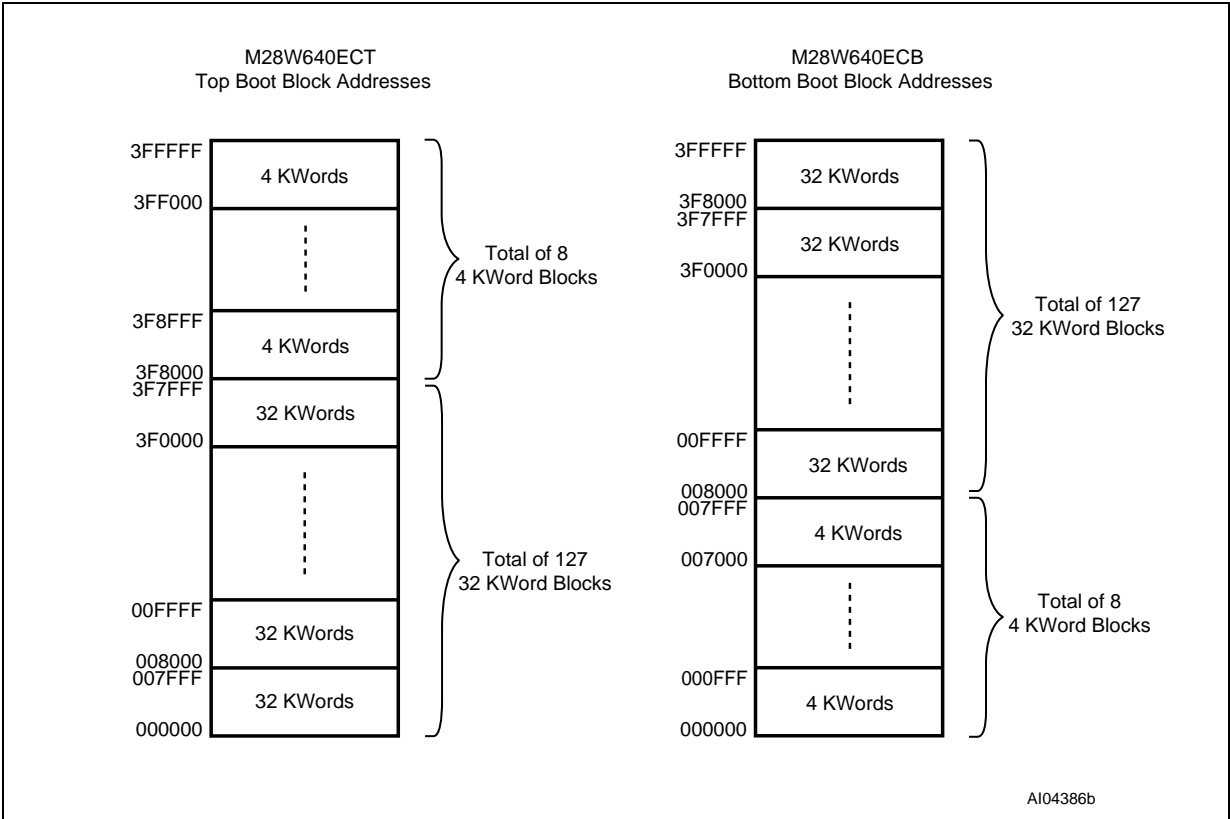 M28W640ECT
Top Boot Block Addresses
3FFFFF
4 KWords
3FF000
Total of 8
4 KWord Blocks
3F8FFF
4 KWords
3F8000
3F7FFF
32 KWords
3F0000
Total of 127
32 KWord Blocks
00FFFF
32 KWords
008000
007FFF
32 KWords
000000
M28W640ECB
Bottom Boot Block Addresses
3FFFFF
32 KWords
3F8000
3F7FFF
32 KWords
3F0000
Total of 127
32 KWord Blocks
00FFFF
32 KWords
008000
007FFF
4 KWords
007000
Total of 8
4 KWord Blocks
000FFF
4 KWords
000000
AI04386b